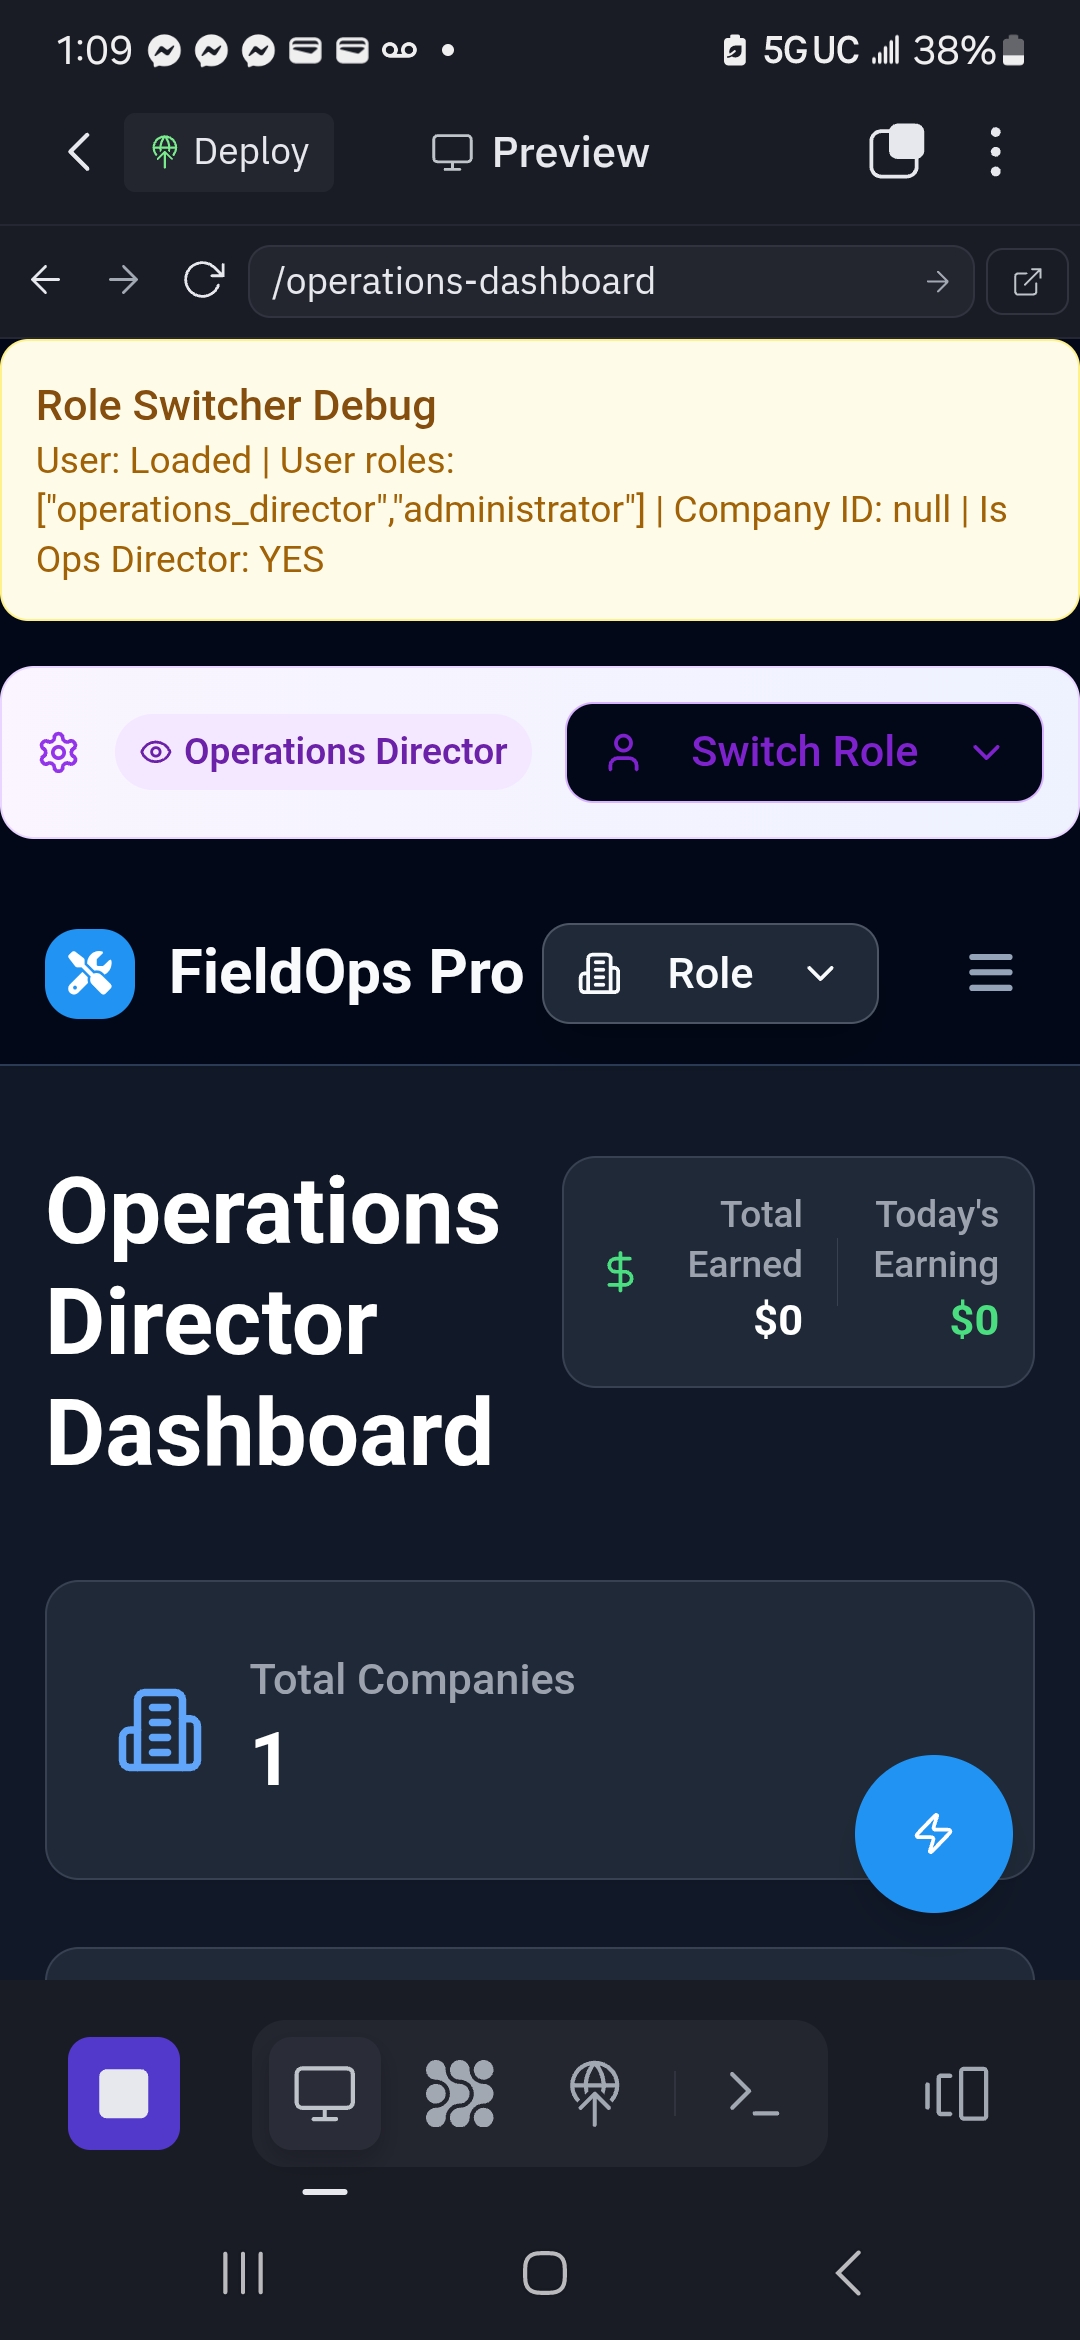 1:09
5G UC
38%
Deploy
Preview
/operations-dashboard
Role Switcher Debug
User: Loaded | User roles:
["operations_director","administrator"] | Company ID: null | Is
Ops Director: YES
Operations Director
Switch Role
FieldOps Pro
Role
Operations
Director
Dashboard
Total
Earned
$0
Today's
Earning
$0
Total Companies
1